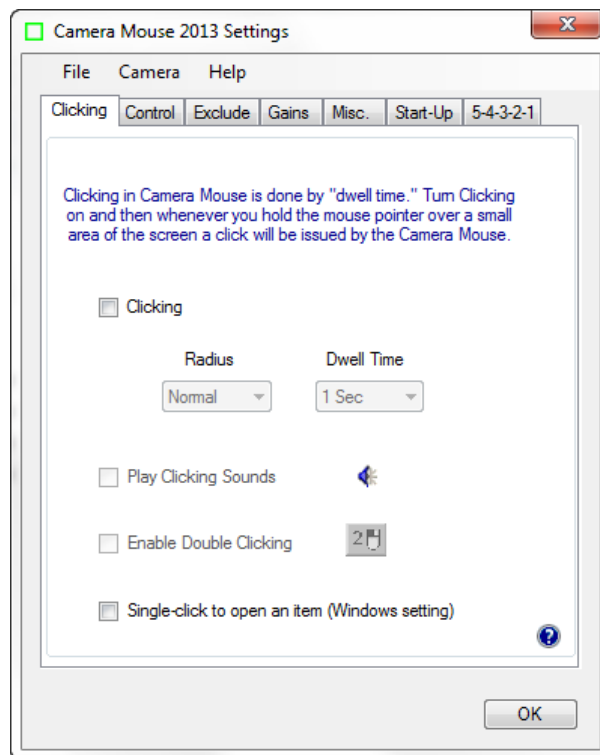 Camera Mouse 2013 Settings
File Camera Help
Clicking Control Exclude Gains Misc. Start-Up 5-4-3-2-1
Clicking in Camera Mouse is done by "dwell time." Turn Clicking
on and then whenever you hold the mouse pointer over a small
area of the screen a click will be issued by the Camera Mouse.
Clicking
Radius Dwell Time
Normal 1 Sec
Play Clicking Sounds
Enable Double Clicking 2
Single-click to open an item (Windows setting)
?
OK